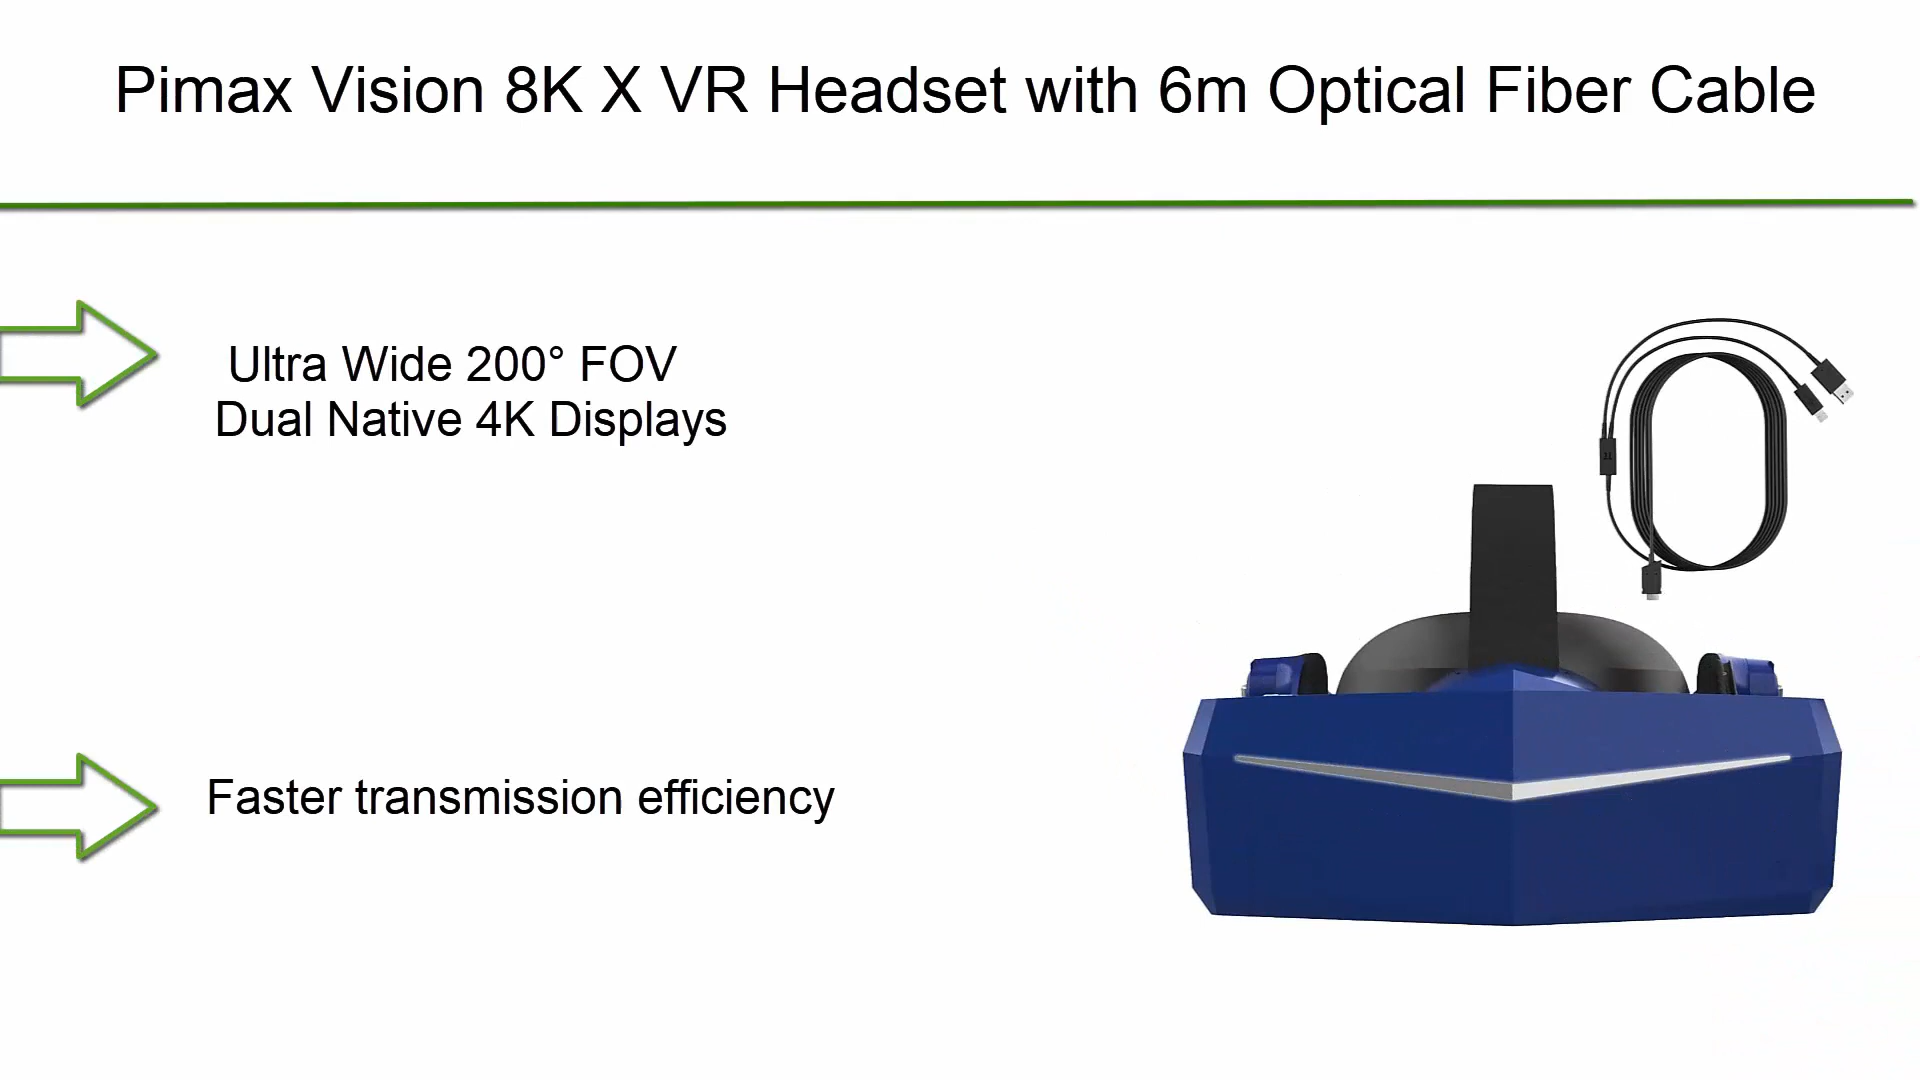 Pimax Vision 8K X VR Headset with 6m Optical Fiber Cable
Ultra Wide 200° FOV
Dual Native 4K Displays
Faster transmission efficiency